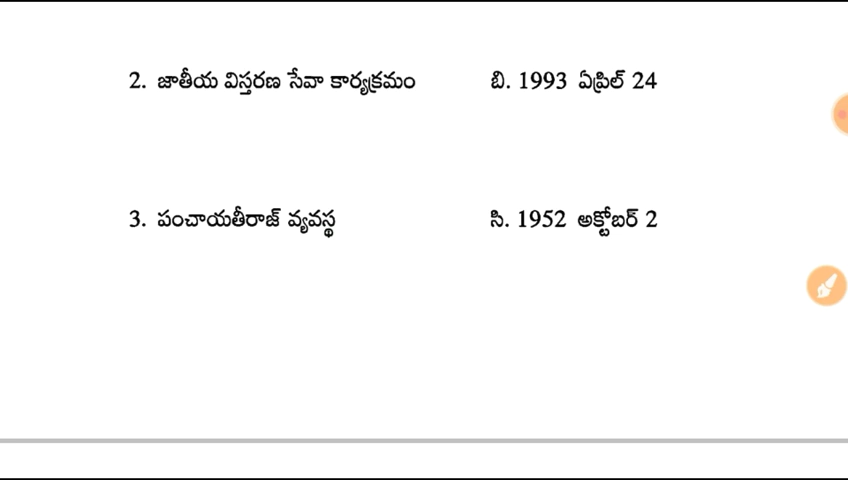 2. జాతీయ విస్తరణ సేవా కార్యక్రమం బి. 1993 ఏప్రిల్ 24
3. పంచాయతీరాజ్ వ్యవస్థ సి. 1952 అక్టోబర్ 2